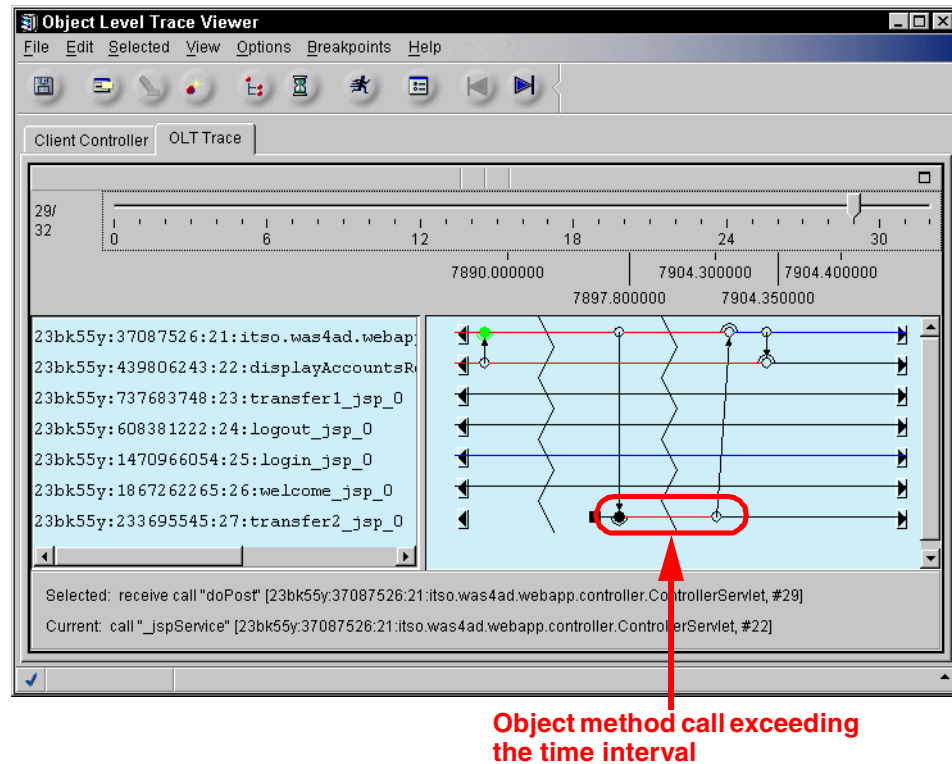 Object Level Trace Viewer
File Edit Selected View Options Breakpoints Help
Client Controller OLT Trace
29/
32
0 6 12 18 24 30
7890.000000 7904.300000 7904.400000
7897.800000 7904.350000
23bk55y:37087526:21:itso.was4ad.webap
23bk55y:439806243:22:displayAccountsR
23bk55y:737683748:23:transfer1_jsp_0
23bk55y:608381222:24:logout_jsp_0
23bk55y:1470966054:25:login_jsp_0
23bk55y:1867262265:26:welcome_jsp_0
23bk55y:233695545:27:transfer2_jsp_0
Selected: receive call "doPost" [23bk55y:37087526:21:itso.was4ad.webapp.controller.ControllerServlet, #29]
Current: call "_jspService" [23bk55y:37087526:21:itso.was4ad.webapp.controller.ControllerServlet, #22]
Object method call exceeding
the time interval